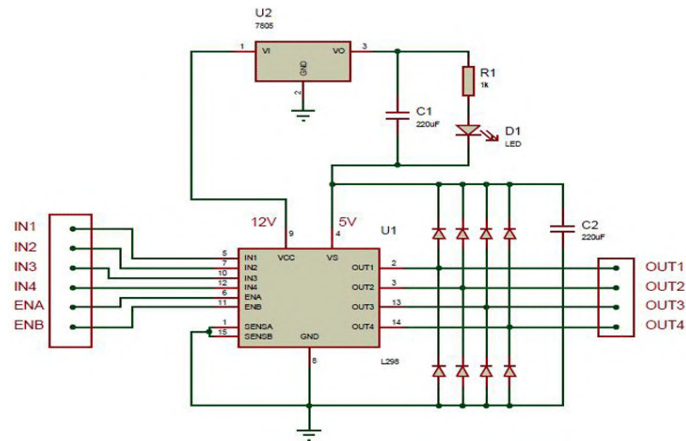 U2
7805
1
VI
VO
3
GND
2
R1
1k
C1
220uF
D1
LED
12V
5V
U1
9
4
C2
220uF
IN1
IN2
IN3
IN4
ENA
ENB
5
7
10
12
6
11
1
15
IN1
IN2
IN3
IN4
ENA
ENB
SENSA
SENSB
VCC
VS
OUT1
OUT2
OUT3
OUT4
GND
8
2
3
13
14
L298
OUT1
OUT2
OUT3
OUT4